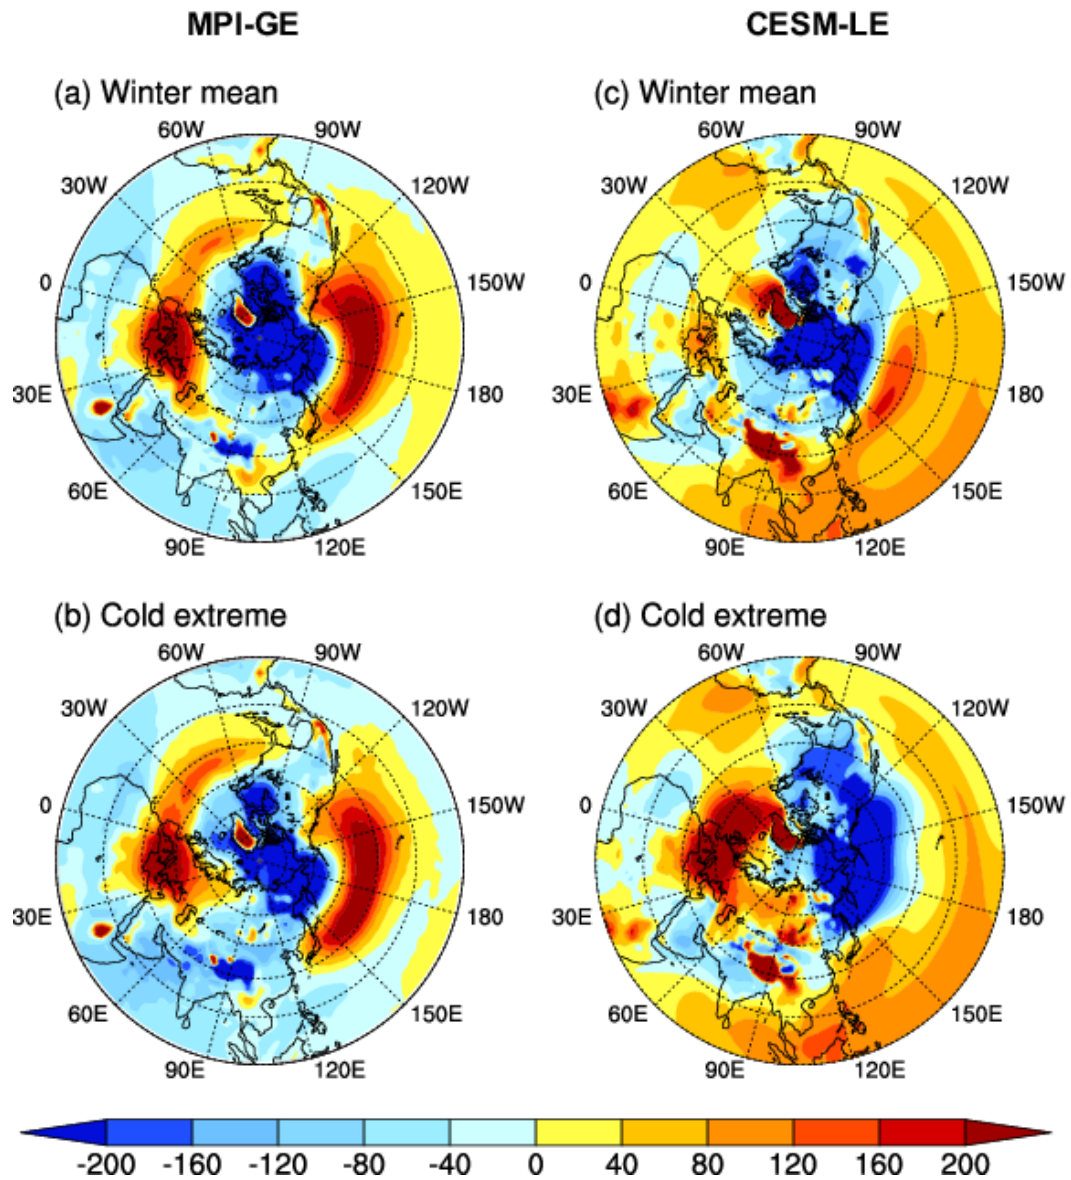 MPI-GE CESM-LE
(a) Winter mean (c) Winter mean
60W 90W 60W 90W
30W 120W 30W 120W
0 150W 0 150W
30E 180 30E 180
60E 150E 60E 150E
90E 120E 90E 120E
(b) Cold extreme (d) Cold extreme
60W 90W 60W 90W
30W 120W 30W 120W
0 150W 0 150W
30E 180 30E 180
60E 150E 60E 150E
90E 120E 90E 120E
-200 -160 -120 -80 -40 0 40 80 120 160 200